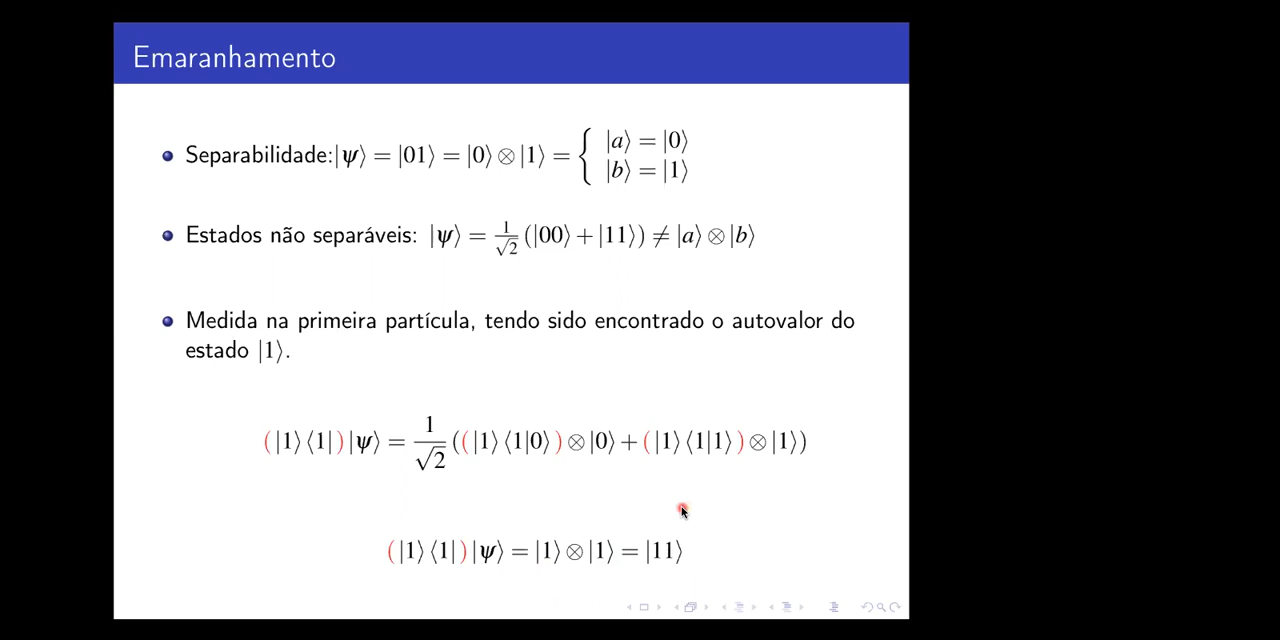 Emaranhamento
Separabilidade:|ψ⟩ = |01⟩ = |0⟩ ⊗ |1⟩ = { |a⟩ = |0⟩
|b⟩ = |1⟩
Estados não separáveis: |ψ⟩ = 1/√2 (|00⟩ + |11⟩) ≠ |a⟩ ⊗ |b⟩
Medida na primeira partícula, tendo sido encontrado o autovalor do
estado |1⟩.
(|1⟩ ⟨1|) |ψ⟩ = 1/√2 ((|1⟩ ⟨1|0⟩) ⊗ |0⟩ + (|1⟩ ⟨1|1⟩) ⊗ |1⟩)
(|1⟩ ⟨1|) |ψ⟩ = |1⟩ ⊗ |1⟩ = |11⟩